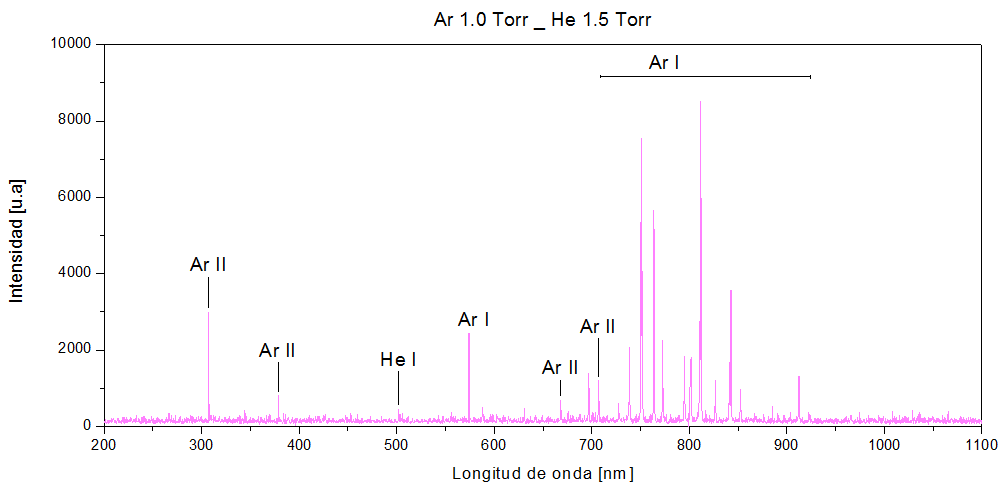 Ar 1.0 Torr _ He 1.5 Torr
Intensidad [u.a]
10000
8000
6000
4000
2000
0
Ar I
Ar II
Ar II
He I
Ar I
Ar II
Ar II
200 300 400 500 600 700 800 900 1000 1100
Longitud de onda [nm]